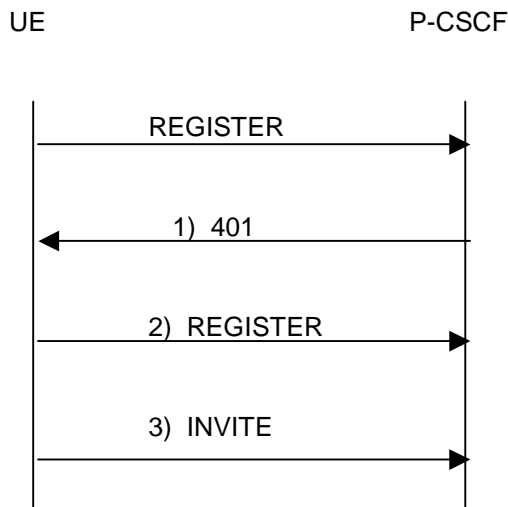 UE P-CSCF
REGISTER
1) 401
2) REGISTER
3) INVITE